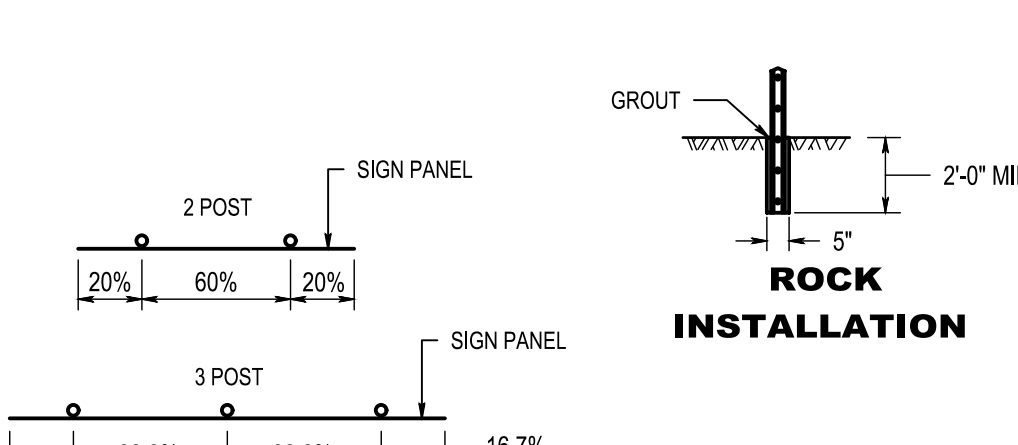 GROUT
2'-0"
5"
ROCK
INSTALLATION
SIGN PANEL
2 POST
20% 60% 20%
SIGN PANEL
3 POST
16.7%